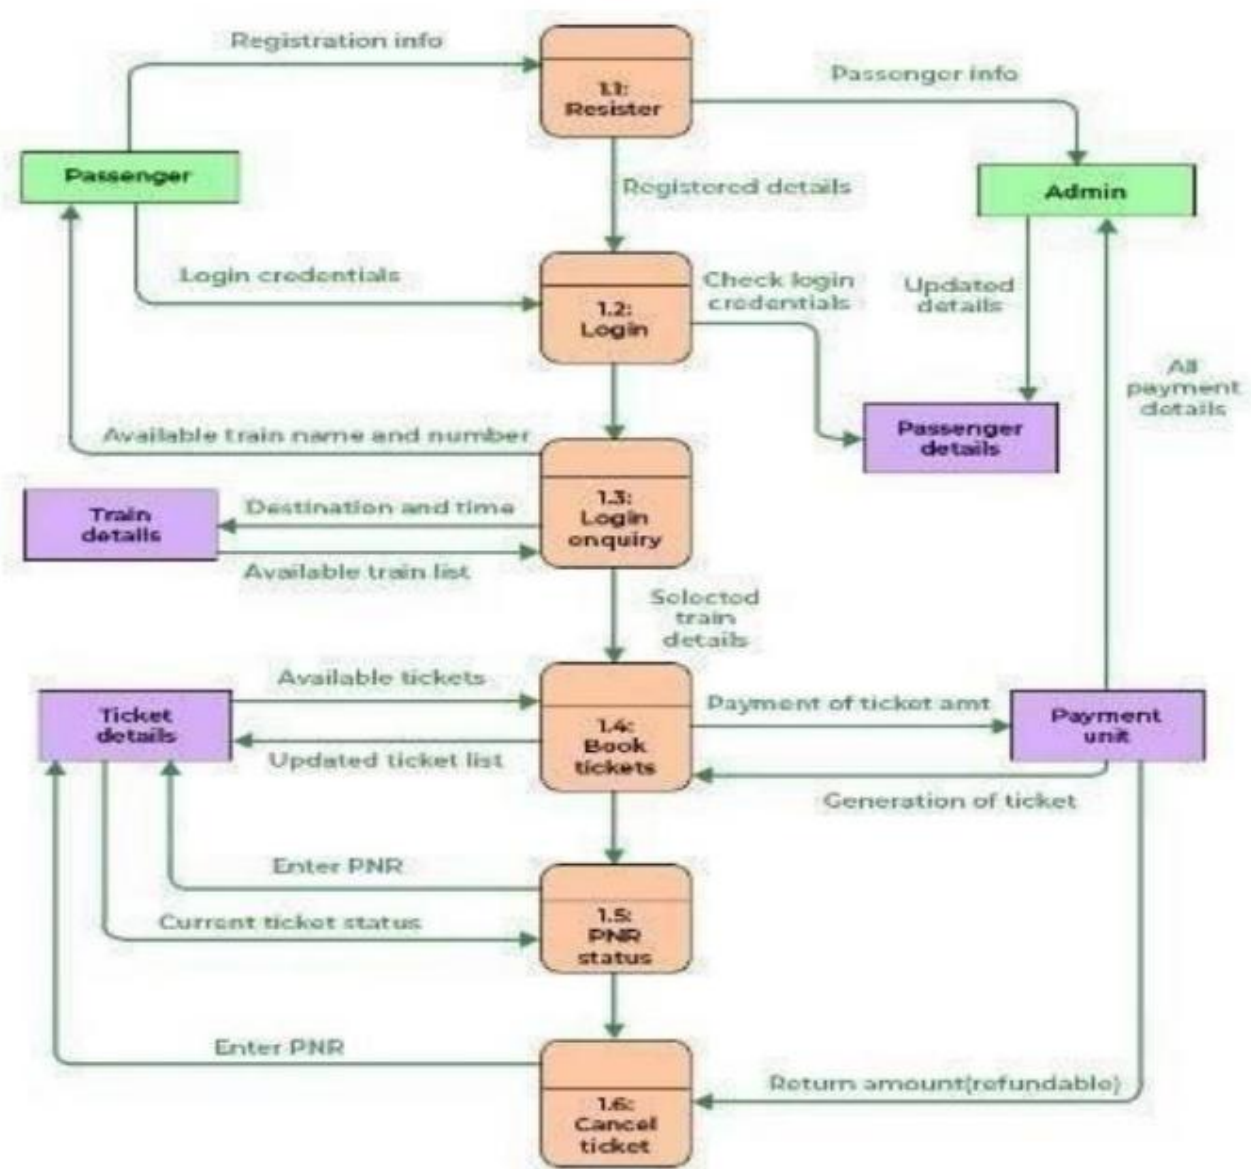 Registration info
Passenger info
1.1:
Resister
Passenger
Registered details
Admin
Login credentials
Check login
credentials
Updated
details
1.2:
Login
All
payment
details
Available train name and number
Passenger
details
1.3:
Login
enquiry
Train
details
Destination and time
Available train list
Selected
train
details
Available tickets
Ticket
details
1.4:
Book
tickets
Payment of ticket amt
Payment
unit
Updated ticket list
Generation of ticket
Enter PNR
Current ticket status
1.5:
PNR
status
Enter PNR
Return amount(refundable)
1.6:
Cancel
ticket